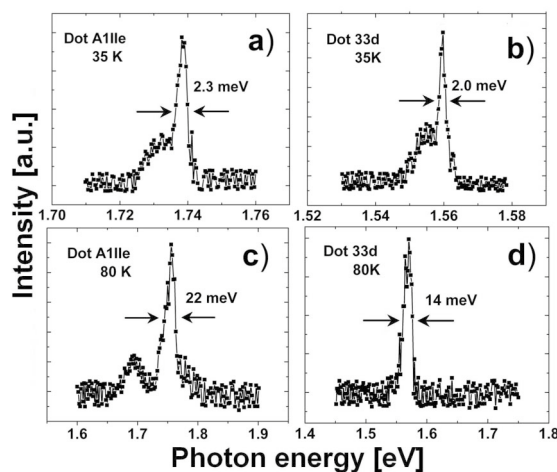 Dot A1IIe
35 K
a)
2.3 meV
1.70 1.72 1.74 1.76
Dot 33d
35K
b)
2.0 meV
1.52 1.54 1.56 1.58
Dot A1IIe
80 K
c)
22 meV
1.6 1.7 1.8 1.9
Dot 33d
80K
d)
14 meV
1.4 1.5 1.6 1.7 1.8
Intensity [a.u.]
Photon energy [eV]